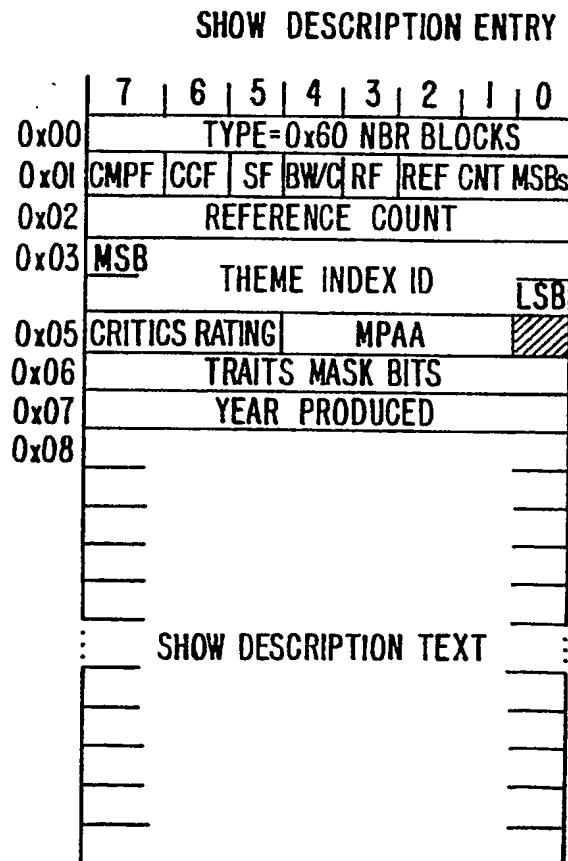 SHOW DESCRIPTION ENTRY
7 6 5 4 3 2 1 0
0x00 TYPE=0x60 NBR BLOCKS
0x01 CMPF CCF SF BW/C RF REF CNT MSBs
0x02 REFERENCE COUNT
0x03 MSB THEME INDEX ID LSB
0x05 CRITICS RATING MPAA
0x06 TRAITS MASK BITS
0x07 YEAR PRODUCED
0x08
SHOW DESCRIPTION TEXT